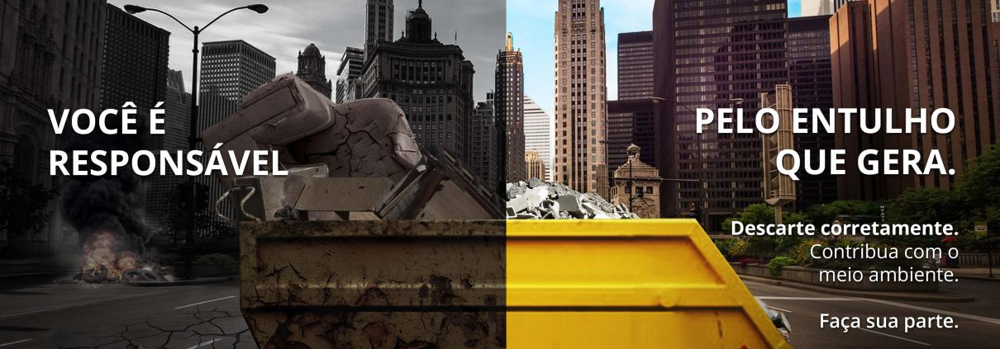 VOCÊ É
RESPONSÁVEL
PELO ENTULHO
QUE GERA.
Descarte corretamente.
Contribua com o
meio ambiente.
Faça sua parte.